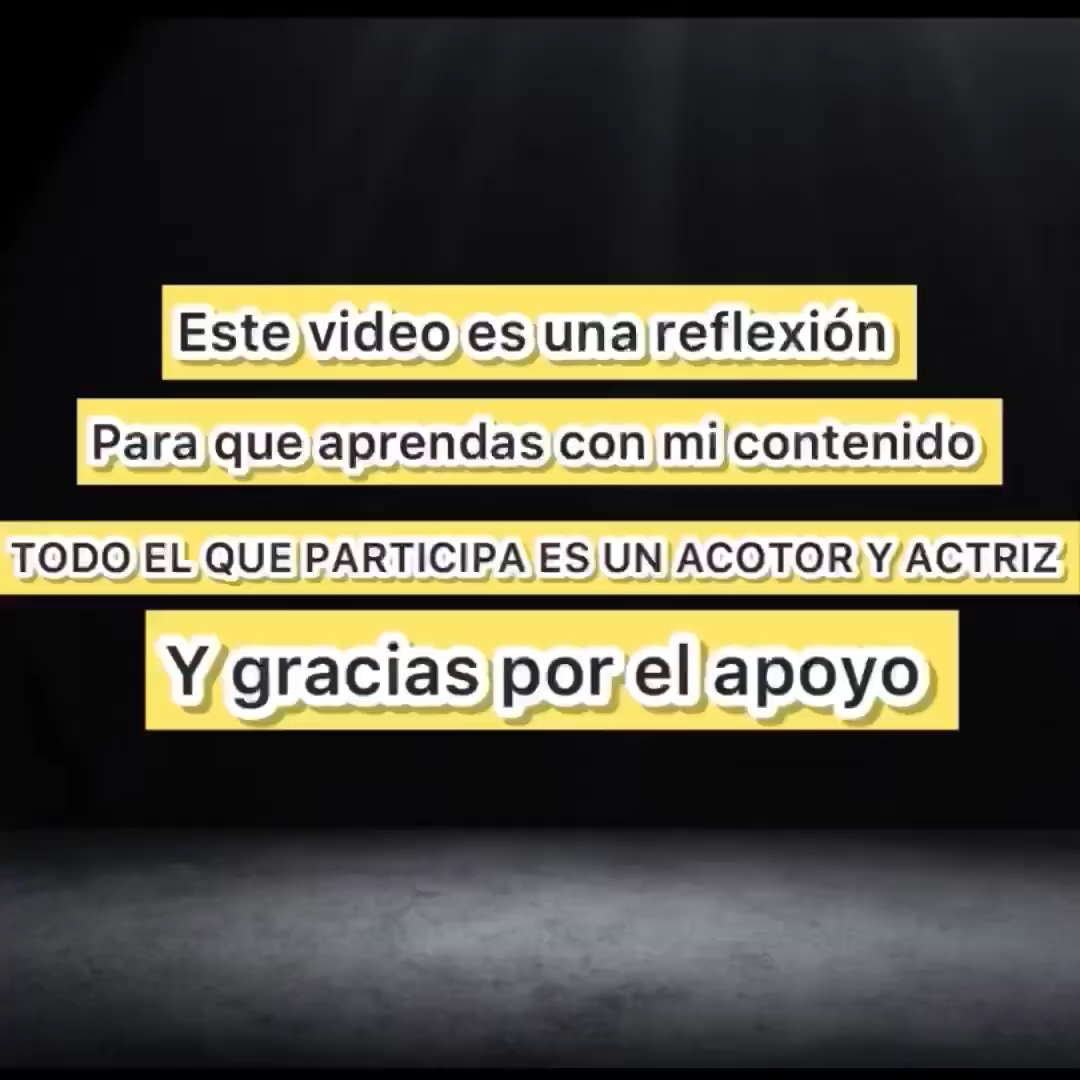 Este video es una reflexión
Para que aprendas con mi contenido
TODO EL QUE PARTICIPA ES UN ACOTOR Y ACTRIZ
Y gracias por el apoyo